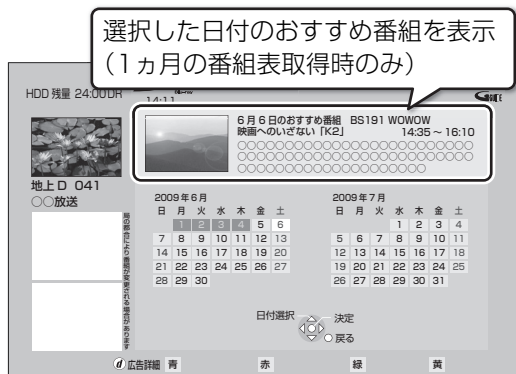 選択した日付のおすすめ番組を表示
(1ヵ月の番組表取得時のみ)
HDD 残量 24:00 DR
14:11
6月6日のおすすめ番組 BS191 WOWOW
映画へのいざない「K2」 14:35～16:10
○○○○○○○○○○○○○○○○○○○○○○○○
○○○○○○○○○○○○○○○○○○○○○○○○
○○○○○○○○○○○○○○○○○○○
地上D 041
○○放送
局の都合により番組が変更される場合があります
2009年6月
日 月 火 水 木 金 土
1 2 3 4 5 6
7 8 9 10 11 12 13
14 15 16 17 18 19 20
21 22 23 24 25 26 27
28 29 30
2009年7月
日 月 火 水 木 金 土
1 2 3 4
5 6 7 8 9 10 11
12 13 14 15 16 17 18
19 20 21 22 23 24 25
26 27 28 29 30 31
日付選択 決定
戻る
d 広告詳細 青 赤 緑 黄